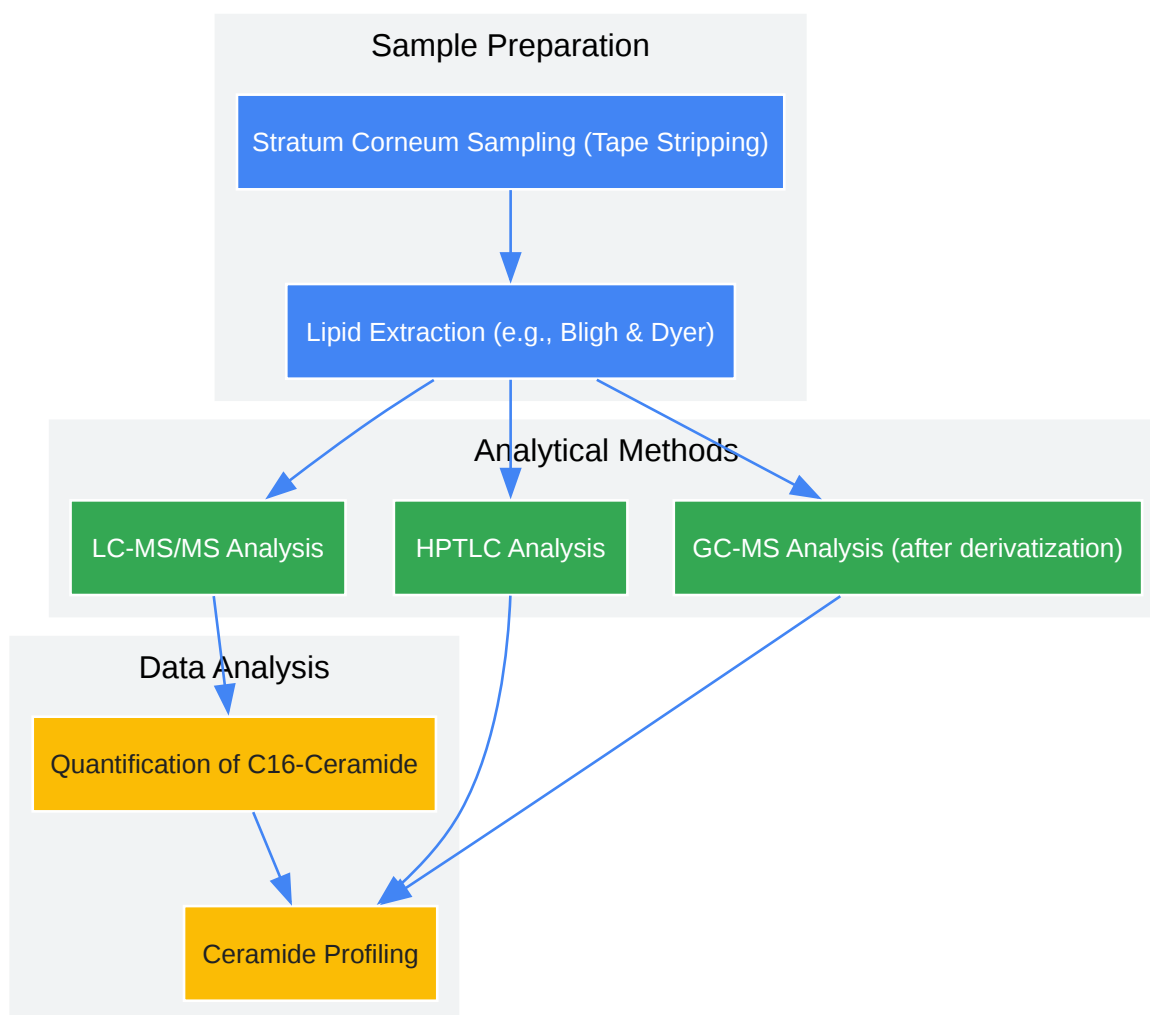 Sample Preparation
Stratum Corneum Sampling (Tape Stripping)
Lipid Extraction (e.g., Bligh & Dyer)
Analytical Methods
LC-MS/MS Analysis
HPTLC Analysis
GC-MS Analysis (after derivatization)
Data Analysis
Quantification of C16-Ceramide
Ceramide Profiling